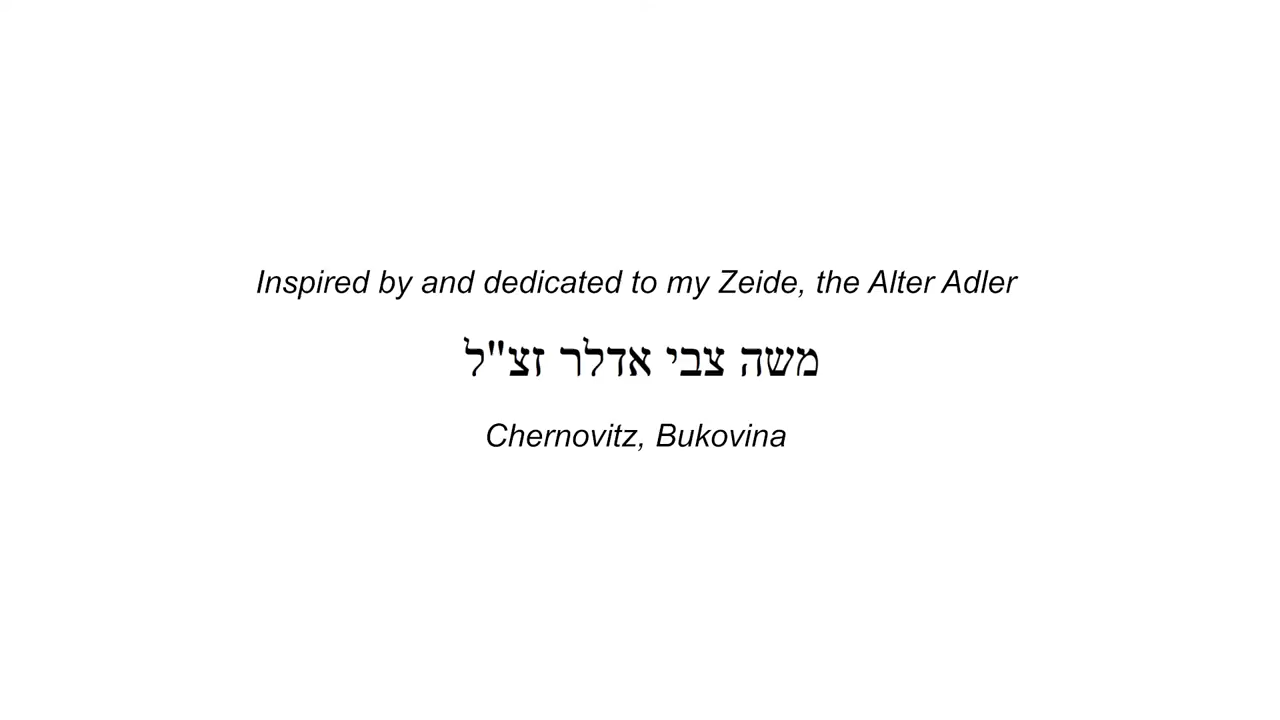 Inspired by and dedicated to my Zeide, the Alter Adler
משה צבי אדלר זצ"ל
Chernovitz, Bukovina